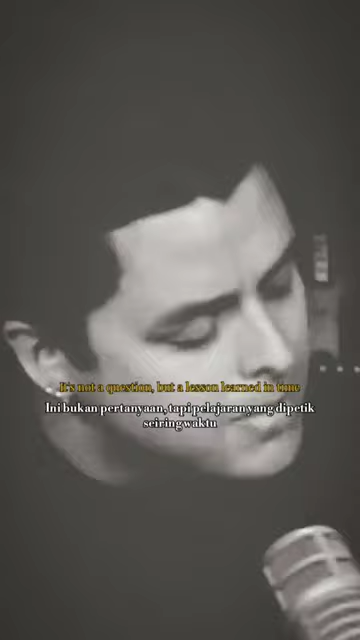 It's not a question, but a lesson learned in time
Ini bukan pertanyaan, tapi pelajaran yang dipetik
seiring waktu